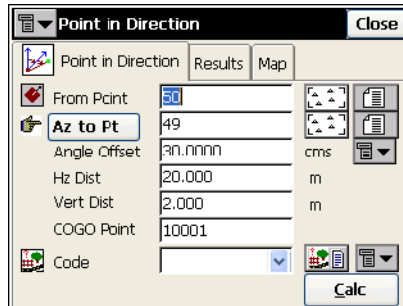 Point in Direction Close
Point in Direction Results Map
From Point 50
Az to Pt 49
Angle Offset 30.0000 cms
Hz Dist 20.000 m
Vert Dist 2.000 m
COGO Point 10001
Code
Calc